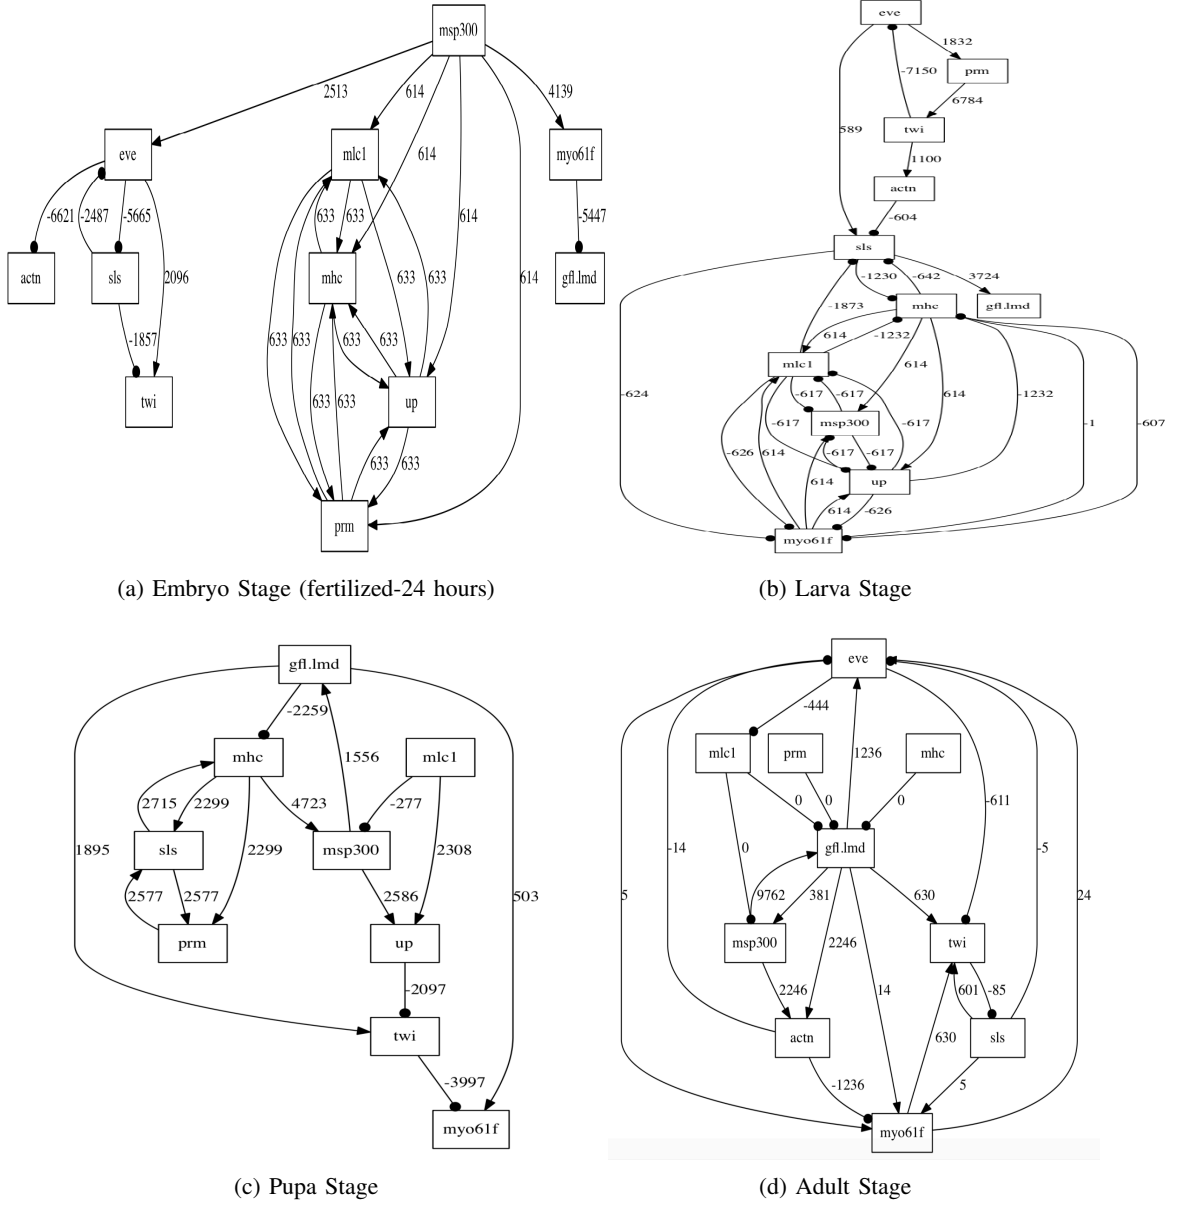 msp300
2513
614
4139
eve
mlc1
614
myo61f
-6621
-2487
-5665
633
633
614
-5447
actn
sls
2096
mhc
633
633
614
gfl.lmd
-1857
633
633
633
633
twi
633
633
up
633
633
prm
(a) Embryo Stage (fertilized-24 hours)
eve
1832
-7150
prm
6784
589
twi
1100
actn
-604
sls
-1230
-642
3724
-1873
mhc
gfl.lmd
614
-1232
mlc1
614
-624
-617
-617
614
-1232
-1
-607
-617
msp300
-617
-626
614
-617
-617
614
up
614
-626
myo61f
(b) Larva Stage
gfl.lmd
-2259
mhc
1556
mlc1
2715
2299
4723
-277
1895
sls
2299
msp300
2308
2577
2577
2586
503
prm
up
-2097
twi
-3997
myo61f
(c) Pupa Stage
eve
-444
mlc1
prm
1236
mhc
0
0
0
-611
-14
0
gfl.lmd
-5
5
9762
381
630
24
msp300
2246
twi
2246
14
601
-85
actn
630
sls
-1236
5
myo61f
(d) Adult Stage